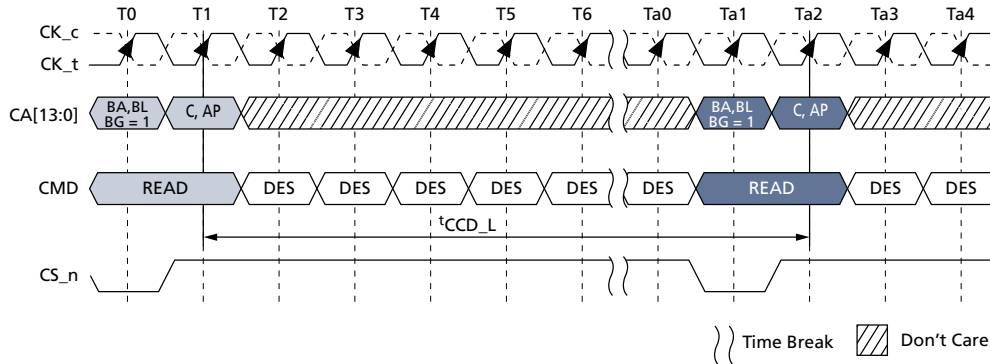 T0 T1 T2 T3 T4 T5 T6 Ta0 Ta1 Ta2 Ta3 Ta4
CK_c
CK_t
CA[13:0] BA,BL BG = 1 C, AP BA,BL BG = 1 C, AP
CMD READ DES DES DES DES DES DES READ DES DES
tCCD_L
CS_n
Time Break Don't Care